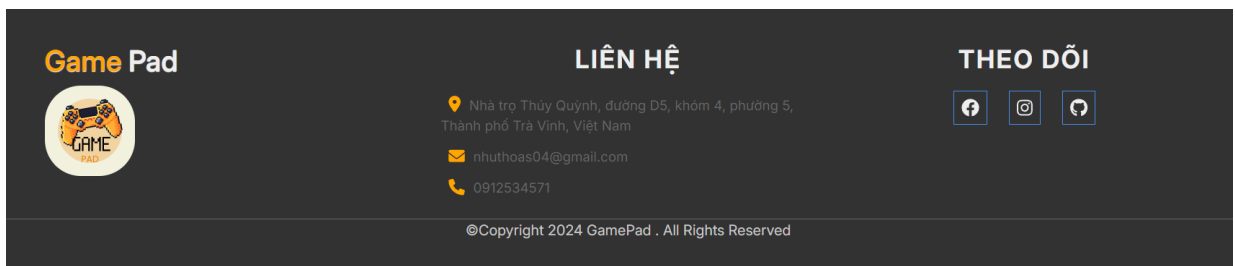 Game Pad
GAME
PAD
LIÊN HỆ
Nhà trọ Thúy Quỳnh, đường D5, khóm 4, phường 5,
Thành phố Trà Vinh, Việt Nam
nhuthoas04@gmail.com
0912534571
THEO DÕI
©Copyright 2024 GamePad . All Rights Reserved